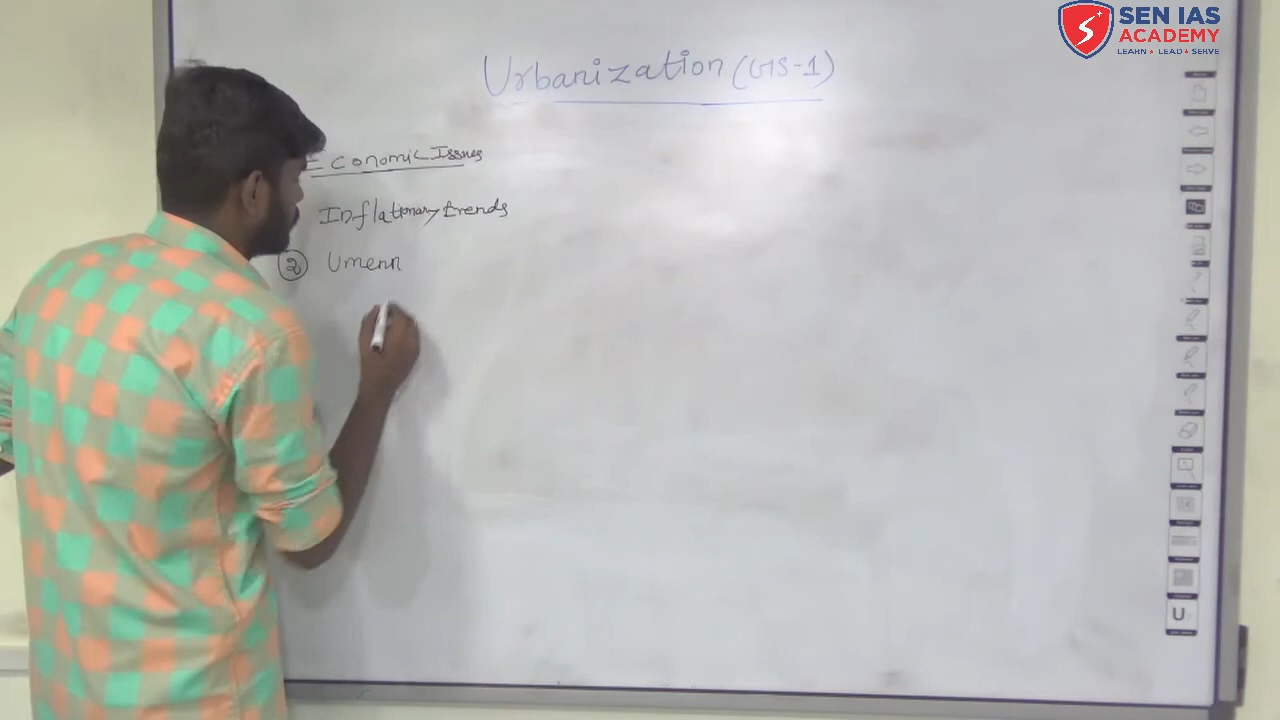 SEN IAS
ACADEMY
LEARN ★ LEAD ★ SERVE
Urbanization (GS-1)
Economic Issues
Inflationary trends
② Umenn
U